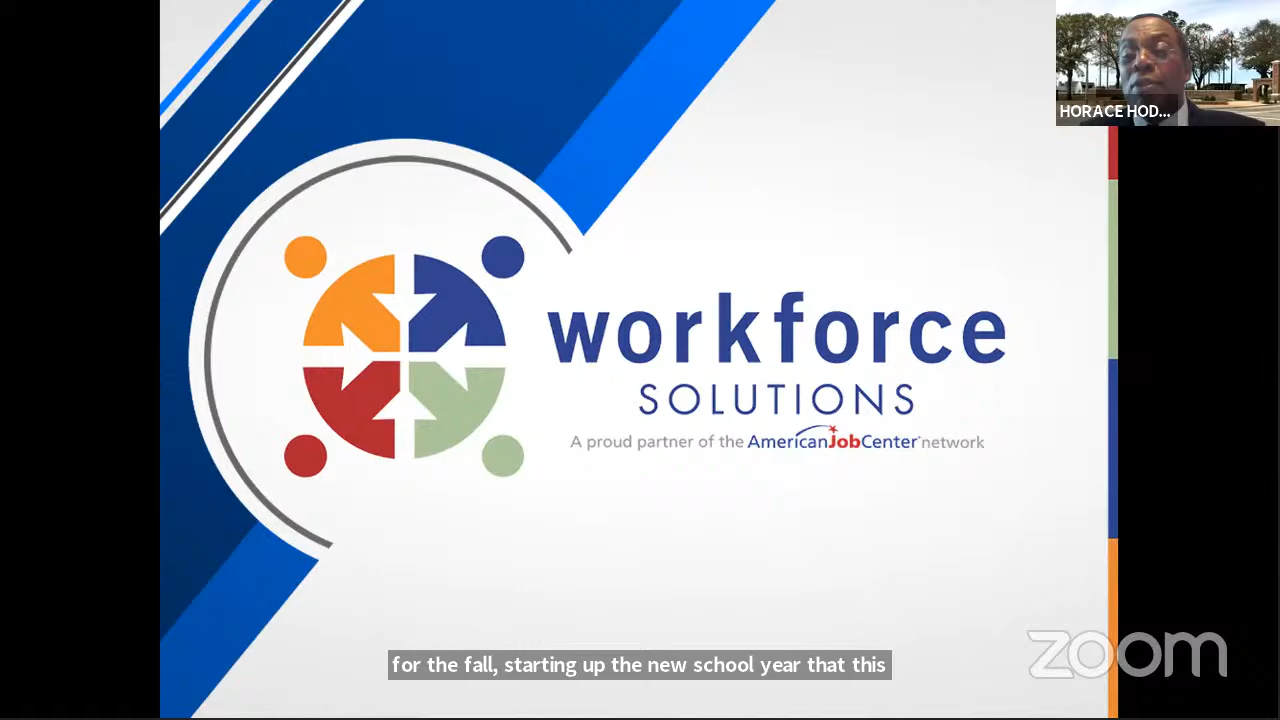 HORACE HOD...
workforce
SOLUTIONS
A proud partner of the AmericanJobCenter network
for the fall, starting up the new school year that this
zoom